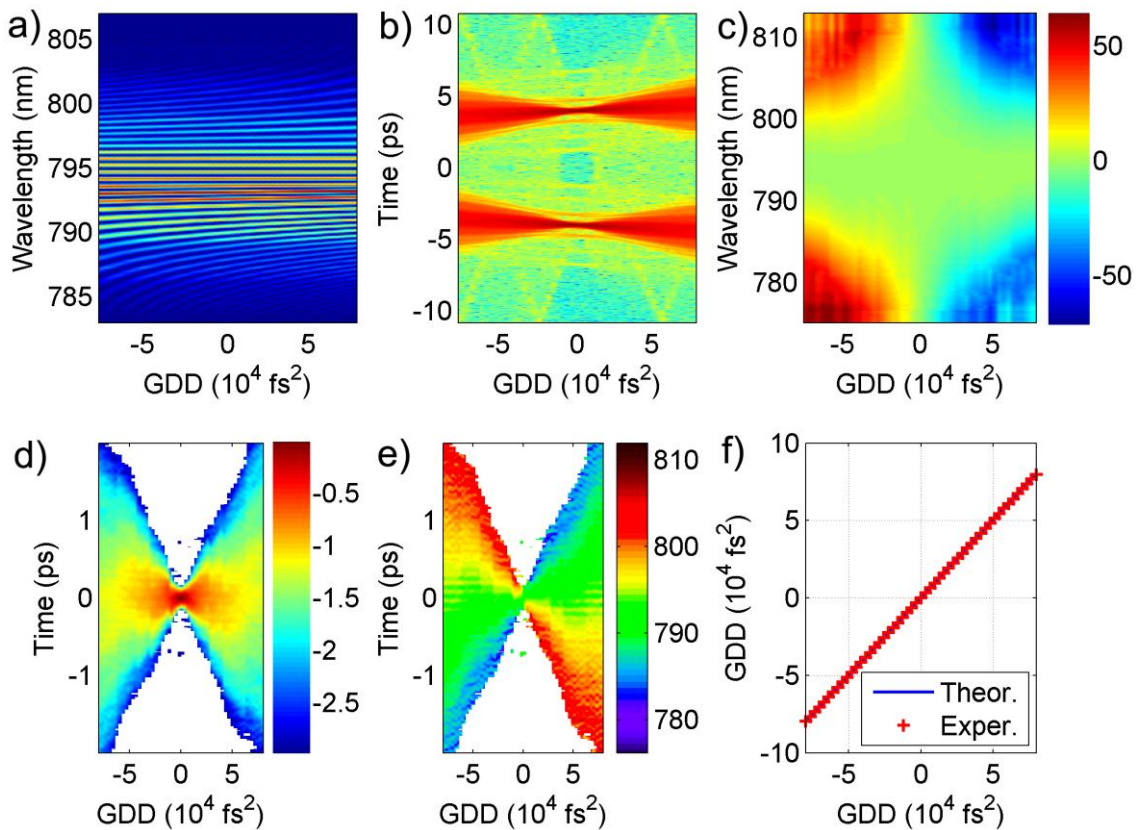 a)
805
800
795
790
785
Wavelength (nm)
-5 0 5
GDD (10⁴ fs²)
b)
10
5
0
-5
-10
Time (ps)
-5 0 5
GDD (10⁴ fs²)
c)
810
800
790
780
Wavelength (nm)
-5 0 5
GDD (10⁴ fs²)
50
0
-50
d)
1
0
-1
Time (ps)
-5 0 5
GDD (10⁴ fs²)
-0.5
-1
-1.5
-2
-2.5
e)
1
0
-1
Time (ps)
-5 0 5
GDD (10⁴ fs²)
810
800
790
780
f)
10
5
0
-5
-10
GDD (10⁴ fs²)
-5 0 5
GDD (10⁴ fs²)
Theor.
Exper.